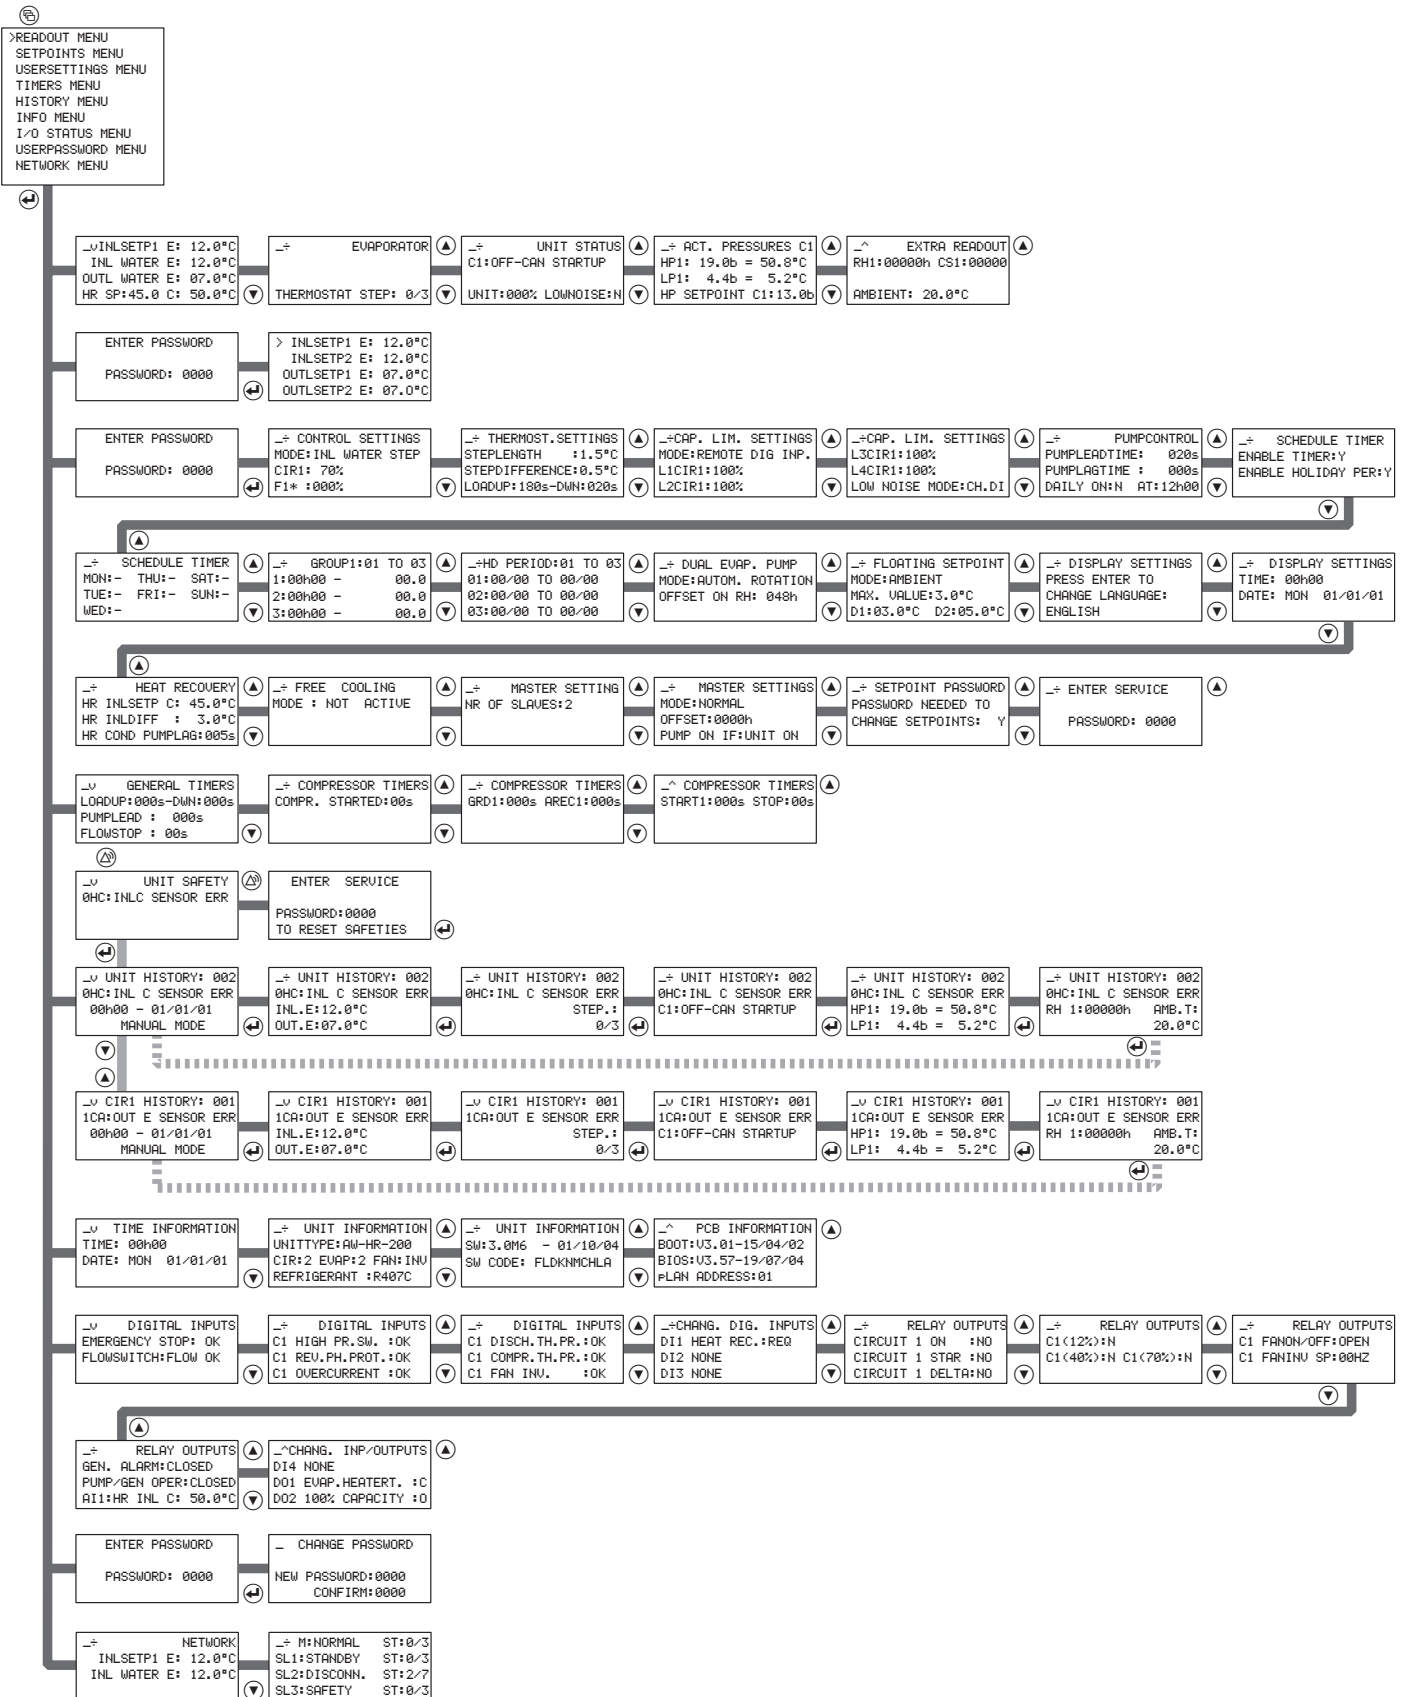 >READOUT MENU
SETPOINTS MENU
USERSETTINGS MENU
TIMERS MENU
HISTORY MENU
INFO MENU
I/O STATUS MENU
USERPASSWORD MENU
NETWORK MENU
_vINLSETP1 E: 12.0°C
INL WATER E: 12.0°C
OUTL WATER E: 07.0°C
HR SP:45.0 C: 50.0°C
_÷ EVAPORATOR
THERMOSTAT STEP: 0/3
_÷ UNIT STATUS
C1:OFF-CAN STARTUP
UNIT:000% LOWNOISE:N
_÷ ACT. PRESSURES C1
HP1: 19.0b = 50.8°C
LP1: 4.4b = 5.2°C
HP SETPOINT C1:13.0b
_^ EXTRA READOUT
RH1:00000h CS1:00000
AMBIENT: 20.0°C
ENTER PASSWORD
PASSWORD: 0000
> INLSETP1 E: 12.0°C
INLSETP2 E: 12.0°C
OUTLSETP1 E: 07.0°C
OUTLSETP2 E: 07.0°C
ENTER PASSWORD
PASSWORD: 0000
_÷ CONTROL SETTINGS
MODE:INL WATER STEP
CIR1: 70%
F1* :000%
_÷ THERMOST.SETTINGS
STEPLENGTH :1.5°C
STEPDIFFERENCE:0.5°C
LOADUP:180s-DWN:020s
_÷CAP. LIM. SETTINGS
MODE:REMOTE DIG INP.
L1CIR1:100%
L2CIR1:100%
_÷CAP. LIM. SETTINGS
L3CIR1:100%
L4CIR1:100%
LOW NOISE MODE:CH.DI
_÷ PUMPCONTROL
PUMPLEADTIME: 020s
PUMPLAGTIME : 000s
DAILY ON:N AT:12h00
_÷ SCHEDULE TIMER
ENABLE TIMER:Y
ENABLE HOLIDAY PER:Y
_÷ SCHEDULE TIMER
MON:- THU:- SAT:-
TUE:- FRI:- SUN:-
WED:-
_÷ GROUP1:01 TO 03
1:00h00 - 00.0
2:00h00 - 00.0
3:00h00 - 00.0
_÷HD PERIOD:01 TO 03
01:00/00 TO 00/00
02:00/00 TO 00/00
03:00/00 TO 00/00
_÷ DUAL EVAP. PUMP
MODE:AUTOM. ROTATION
OFFSET ON RH: 048h
_÷ FLOATING SETPOINT
MODE:AMBIENT
MAX. VALUE:3.0°C
D1:03.0°C D2:05.0°C
_÷ DISPLAY SETTINGS
PRESS ENTER TO
CHANGE LANGUAGE:
ENGLISH
_÷ DISPLAY SETTINGS
TIME: 00h00
DATE: MON 01/01/01
_÷ HEAT RECOVERY
HR INLSETP C: 45.0°C
HR INLDIFF : 3.0°C
HR COND PUMPLAG:005s
_÷ FREE COOLING
MODE : NOT ACTIVE
_÷ MASTER SETTING
NR OF SLAVES:2
_÷ MASTER SETTINGS
MODE:NORMAL
OFFSET:0000h
PUMP ON IF:UNIT ON
_÷ SETPOINT PASSWORD
PASSWORD NEEDED TO
CHANGE SETPOINTS: Y
_÷ ENTER SERVICE
PASSWORD: 0000
_v GENERAL TIMERS
LOADUP:000s-DWN:000s
PUMPLEAD : 000s
FLOWSTOP : 00s
_÷ COMPRESSOR TIMERS
COMPR. STARTED:00s
_÷ COMPRESSOR TIMERS
GRD1:000s AREC1:000s
_^ COMPRESSOR TIMERS
START1:000s STOP:00s
_v UNIT SAFETY
0HC:INLC SENSOR ERR
ENTER SERVICE
PASSWORD:0000
TO RESET SAFETIES
_v UNIT HISTORY: 002
0HC:INL C SENSOR ERR
00h00 - 01/01/01
MANUAL MODE
_÷ UNIT HISTORY: 002
0HC:INL C SENSOR ERR
INL.E:12.0°C
OUT.E:07.0°C
_÷ UNIT HISTORY: 002
0HC:INL C SENSOR ERR
STEP.:
0/3
_÷ UNIT HISTORY: 002
0HC:INL C SENSOR ERR
C1:OFF-CAN STARTUP
_÷ UNIT HISTORY: 002
0HC:INL C SENSOR ERR
HP1: 19.0b = 50.8°C
LP1: 4.4b = 5.2°C
_÷ UNIT HISTORY: 002
0HC:INL C SENSOR ERR
RH 1:00000h AMB.T:
20.0°C
_v CIR1 HISTORY: 001
1CA:OUT E SENSOR ERR
00h00 - 01/01/01
MANUAL MODE
_v CIR1 HISTORY: 001
1CA:OUT E SENSOR ERR
INL.E:12.0°C
OUT.E:07.0°C
_v CIR1 HISTORY: 001
1CA:OUT E SENSOR ERR
STEP.:
0/3
_v CIR1 HISTORY: 001
1CA:OUT E SENSOR ERR
C1:OFF-CAN STARTUP
_v CIR1 HISTORY: 001
1CA:OUT E SENSOR ERR
HP1: 19.0b = 50.8°C
LP1: 4.4b = 5.2°C
_v CIR1 HISTORY: 001
1CA:OUT E SENSOR ERR
RH 1:00000h AMB.T:
20.0°C
_v TIME INFORMATION
TIME: 00h00
DATE: MON 01/01/01
_÷ UNIT INFORMATION
UNITTYPE:AW-HR-200
CIR:2 EVAP:2 FAN:INV
REFRIGERANT :R407C
_÷ UNIT INFORMATION
SW:3.0M6 - 01/10/04
SW CODE: FLDKNMCHLA
_^ PCB INFORMATION
BOOT:V3.01-15/04/02
BIOS:V3.57-19/07/04
pLAN ADDRESS:01
_v DIGITAL INPUTS
EMERGENCY STOP: OK
FLOWSWITCH:FLOW OK
_÷ DIGITAL INPUTS
C1 HIGH PR.SW. :OK
C1 REV.PH.PROT.:OK
C1 OVERCURRENT :OK
_÷ DIGITAL INPUTS
C1 DISCH.TH.PR.:OK
C1 COMPR.TH.PR.:OK
C1 FAN INV. :OK
_÷CHANG. DIG. INPUTS
DI1 HEAT REC.:REQ
DI2 NONE
DI3 NONE
_÷ RELAY OUTPUTS
CIRCUIT 1 ON :NO
CIRCUIT 1 STAR :NO
CIRCUIT 1 DELTA:NO
_÷ RELAY OUTPUTS
C1(12%):N
C1(40%):N C1(70%):N
_÷ RELAY OUTPUTS
C1 FANON/OFF:OPEN
C1 FANINV SP:00HZ
_÷ RELAY OUTPUTS
GEN. ALARM:CLOSED
PUMP/GEN OPER:CLOSED
AI1:HR INL C: 50.0°C
_^CHANG. INP/OUTPUTS
DI4 NONE
DO1 EVAP.HEATERT. :C
DO2 100% CAPACITY :O
ENTER PASSWORD
PASSWORD: 0000
_ CHANGE PASSWORD
NEW PASSWORD:0000
CONFIRM:0000
_÷ NETWORK
INLSETP1 E: 12.0°C
INL WATER E: 12.0°C
_÷ M:NORMAL ST:0/3
SL1:STANDBY ST:0/3
SL2:DISCONN. ST:2/7
SL3:SAFETY ST:0/3